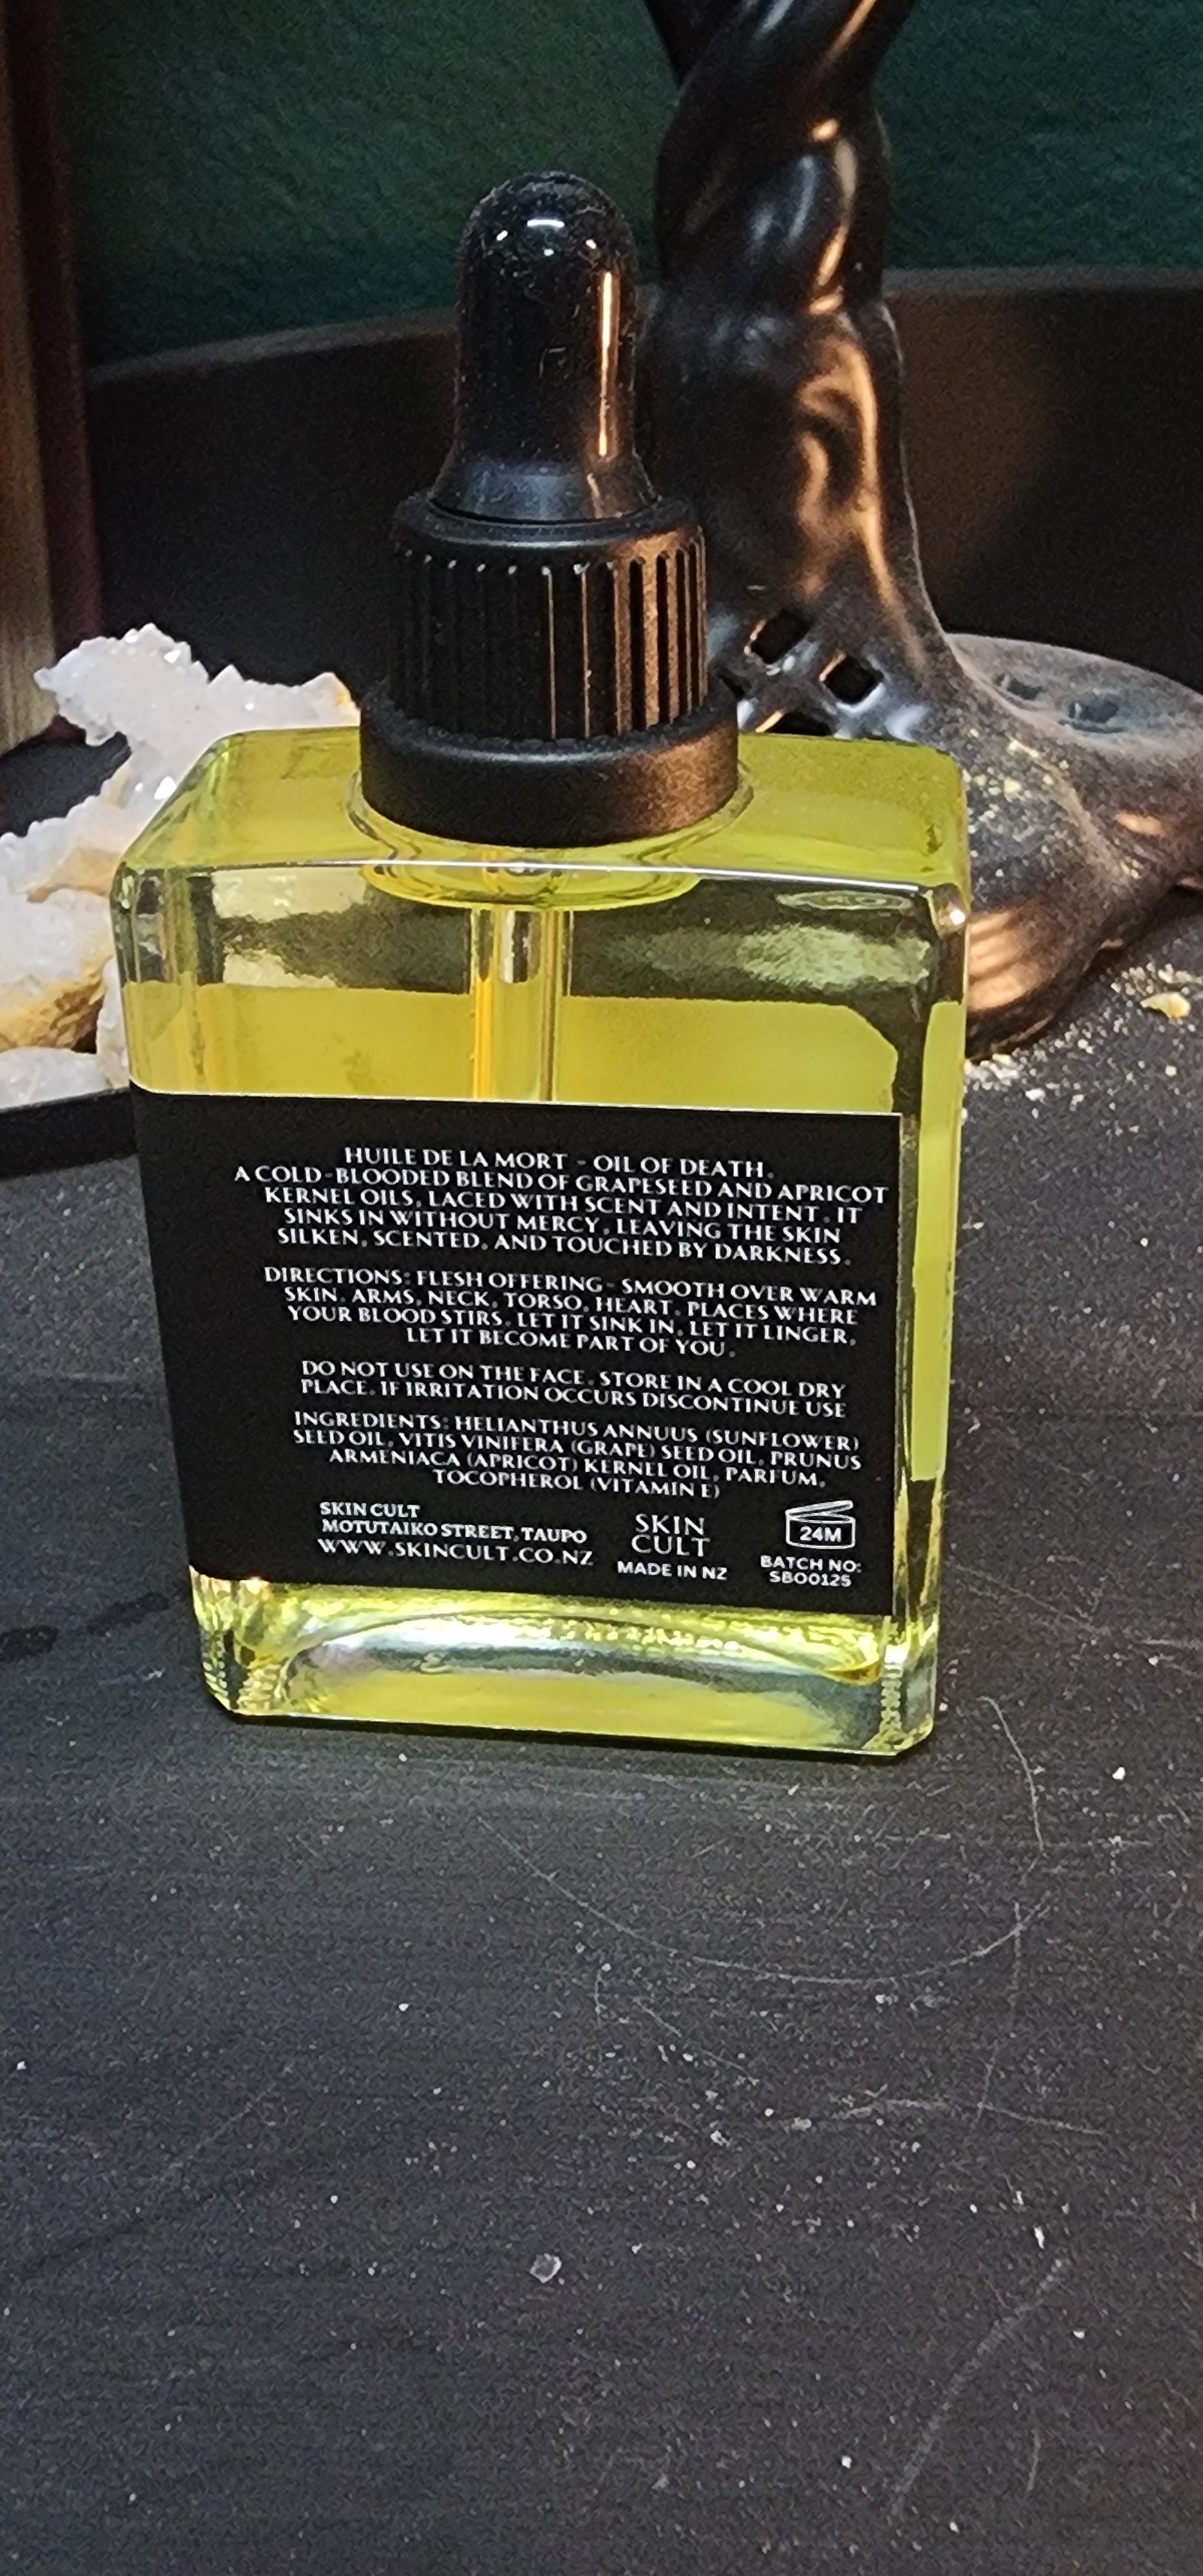 HUILE DE LA MORT - OIL OF DEATH.
A COLD-BLOODED BLEND OF GRAPESEED AND APRICOT
KERNEL OILS, LACED WITH SCENT AND INTENT. IT
SINKS IN WITHOUT MERCY, LEAVING THE SKIN
SILKEN, SCENTED, AND TOUCHED BY DARKNESS.
DIRECTIONS: FLESH OFFERING- SMOOTH OVER WARM
SKIN. ARMS, NECK, TORSO, HEART. PLACES WHERE
YOUR BLOOD STIRS. LET IT SINK IN. LET IT LINGER.
LET IT BECOME PART OF YOU.
DO NOT USE ON THE FACE. STORE IN A COOL DRY
PLACE. IF IRRITATION OCCURS DISCONTINUE USE
INGREDIENTS: HELIANTHUS ANNUUS (SUNFLOWER)
SEED OIL, VITIS VINIFERA (GRAPE) SEED OIL, PRUNUS
ARMENIACA (APRICOT) KERNEL OIL, PARFUM,
TOCOPHEROL (VITAMIN E)
SKIN CULT
MOTUTAIKO STREET, TAUPO
WWW.SKINCULT.CO.NZ
SKIN
CULT
MADE IN NZ
24M
BATCH NO:
SBO0125